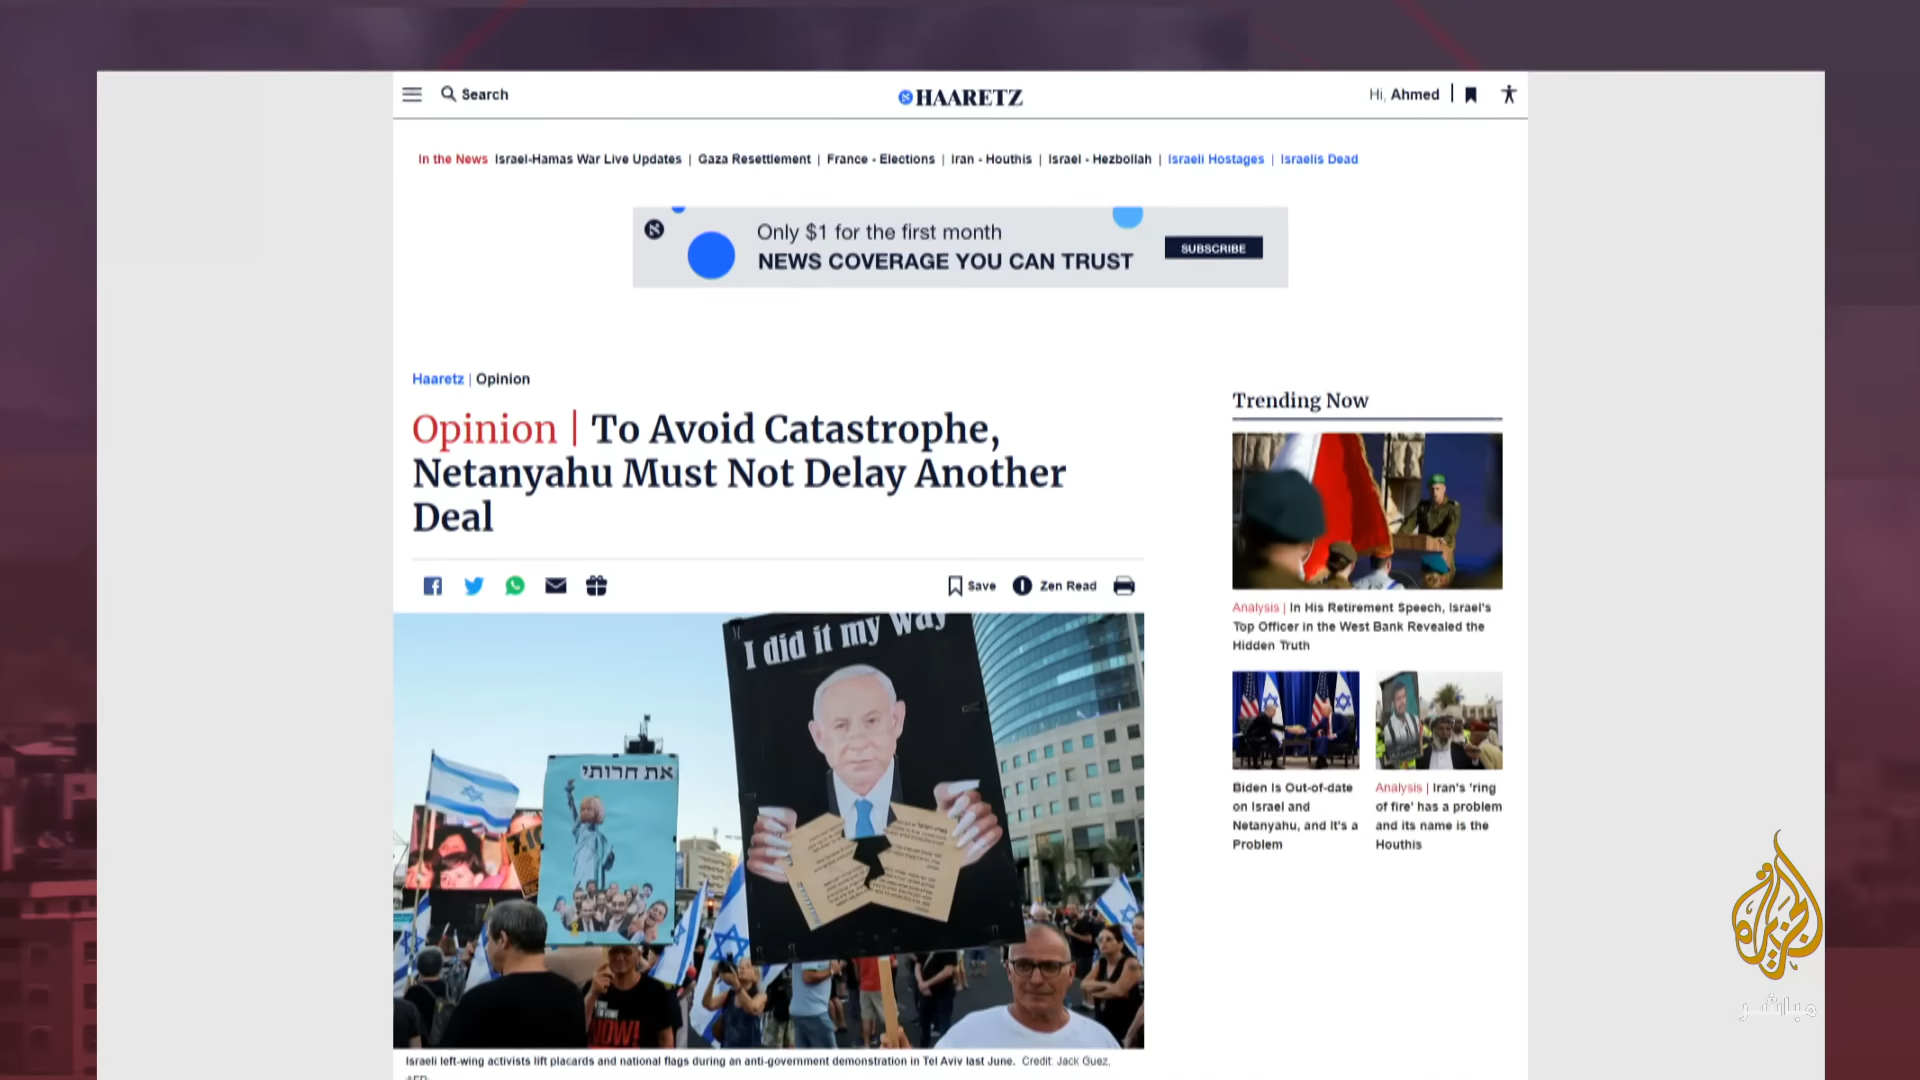 Search
HAARETZ
Hi, Ahmed
In the News Israel-Hamas War Live Updates | Gaza Resettlement | France - Elections | Iran - Houthis | Israel - Hezbollah | Israeli Hostages | Israelis Dead
Only $1 for the first month
NEWS COVERAGE YOU CAN TRUST
SUBSCRIBE
Haaretz | Opinion
Opinion | To Avoid Catastrophe,
Netanyahu Must Not Delay Another
Deal
Save
Zen Read
I did it my way
את חרותי
NOW!
Israeli left-wing activists lift placards and national flags during an anti-government demonstration in Tel Aviv last June. Credit: Jack Guez,
Trending Now
Analysis | In His Retirement Speech, Israel's
Top Officer in the West Bank Revealed the
Hidden Truth
Biden Is Out-of-date
on Israel and
Netanyahu, and It's a
Problem
Analysis | Iran's 'ring
of fire' has a problem
and its name is the
Houthis
الجزيرة
مباشر